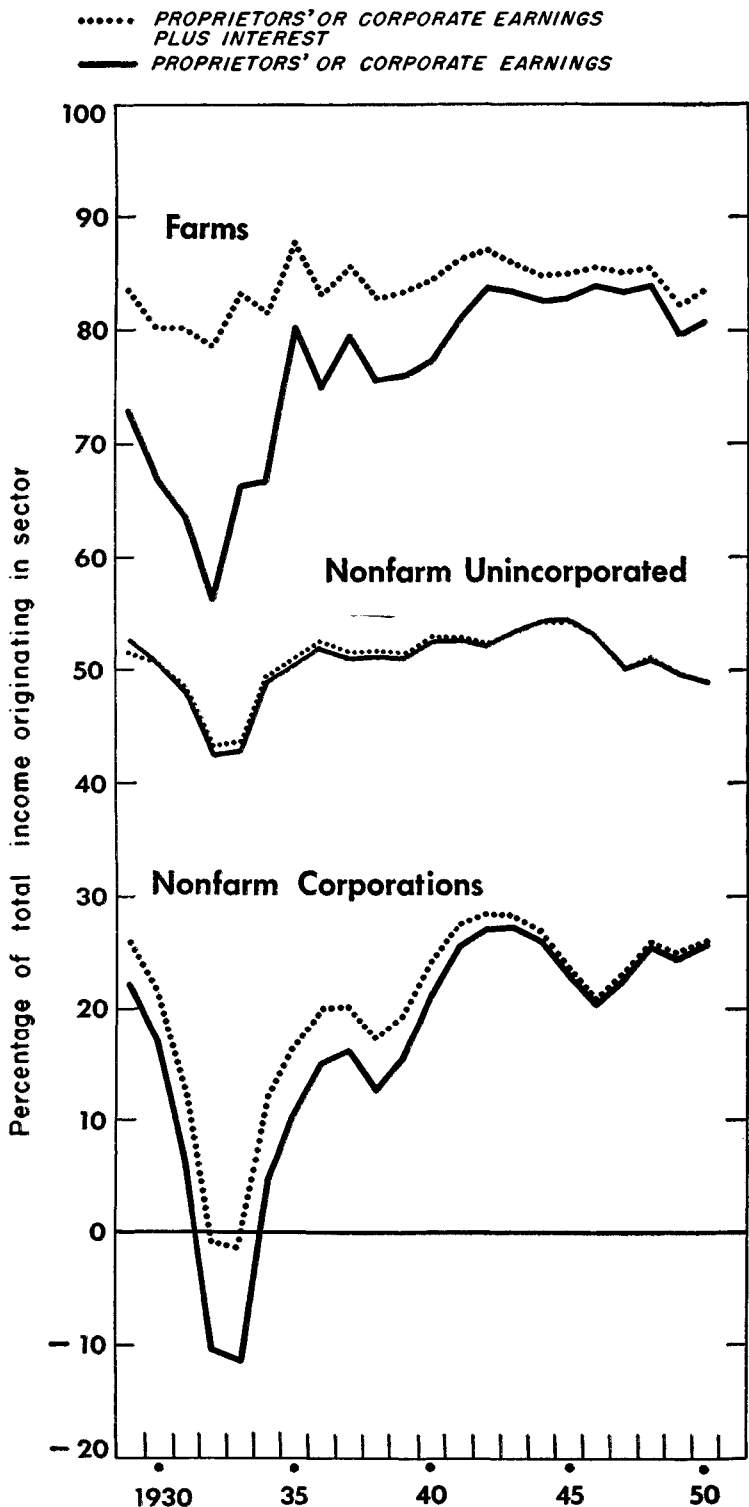 PROPRIETORS' OR CORPORATE EARNINGS
PLUS INTEREST
PROPRIETORS' OR CORPORATE EARNINGS
100
90
Farms
80
70
60
Nonfarm Unincorporated
50
40
30
Nonfarm Corporations
20
10
0
-10
-20
1930 35 40 45 50
Percentage of total income originating in sector